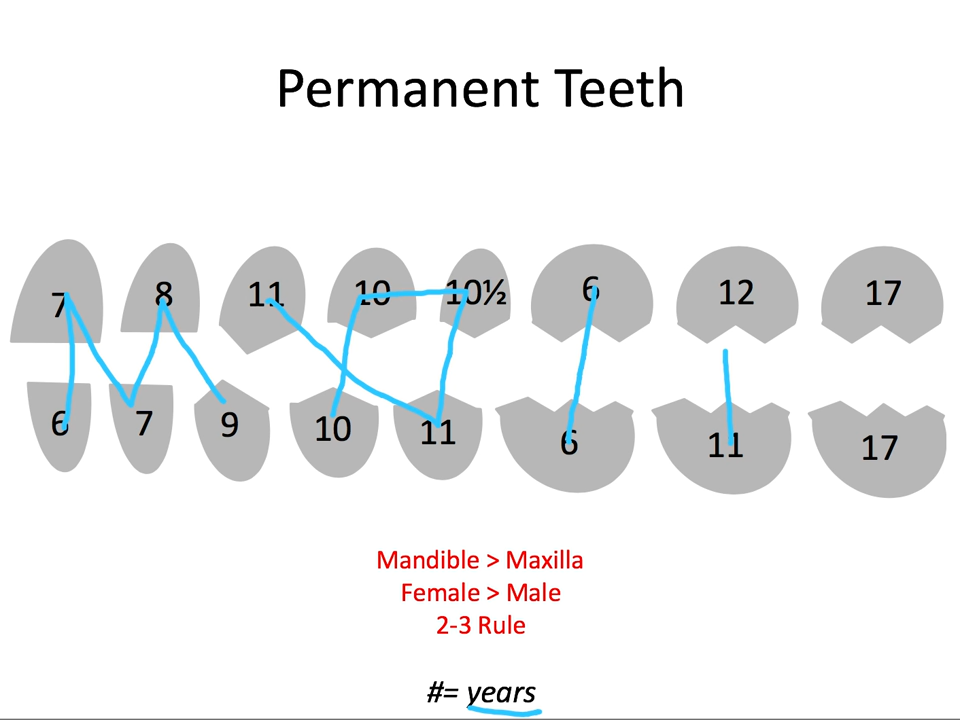 Permanent Teeth
7 8 11 10 10½ 6 12 17
6 7 9 10 11 6 11 17
Mandible > Maxilla
Female > Male
2-3 Rule
#= years